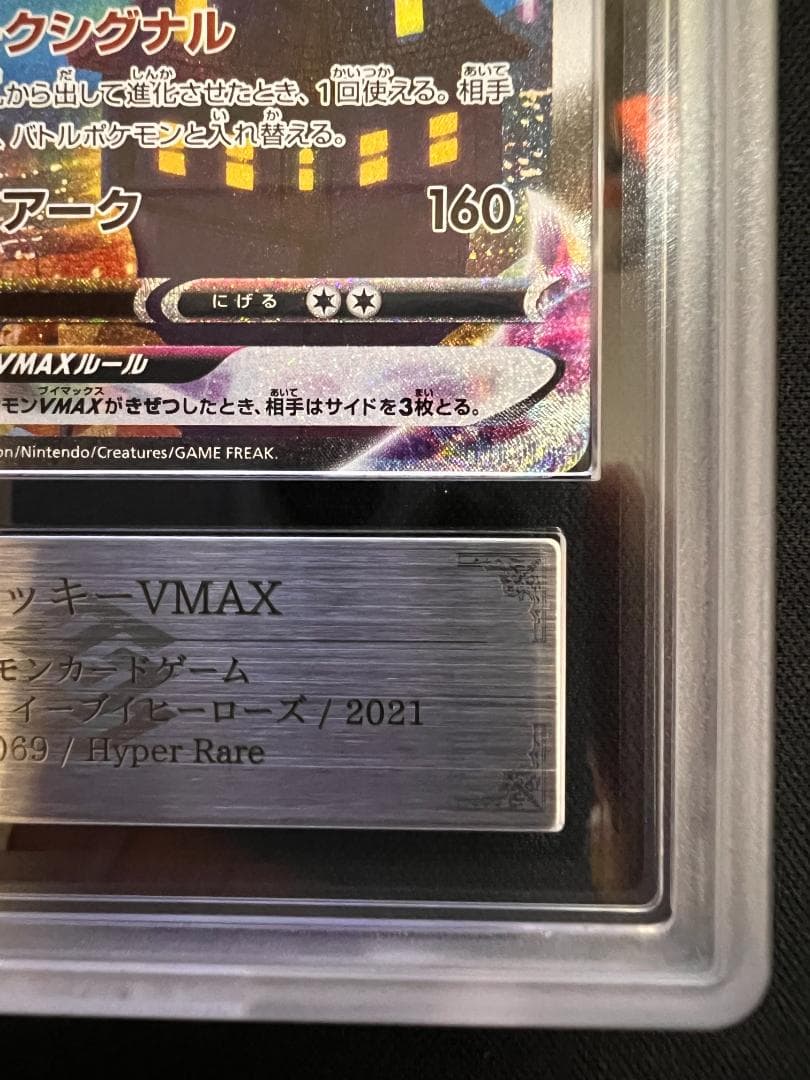 クシグナル
から出して進化させたとき、1回使える。相手
、バトルポケモンと入れ替える。
アーク 160
にげる
VMAXルール
モンVMAXがきぜつしたとき、相手はサイドを3枚とる。
on/Nintendo/Creatures/GAME FREAK.
ッキーVMAX
モンカードゲーム
イーブイヒーローズ / 2021
069 / Hyper Rare